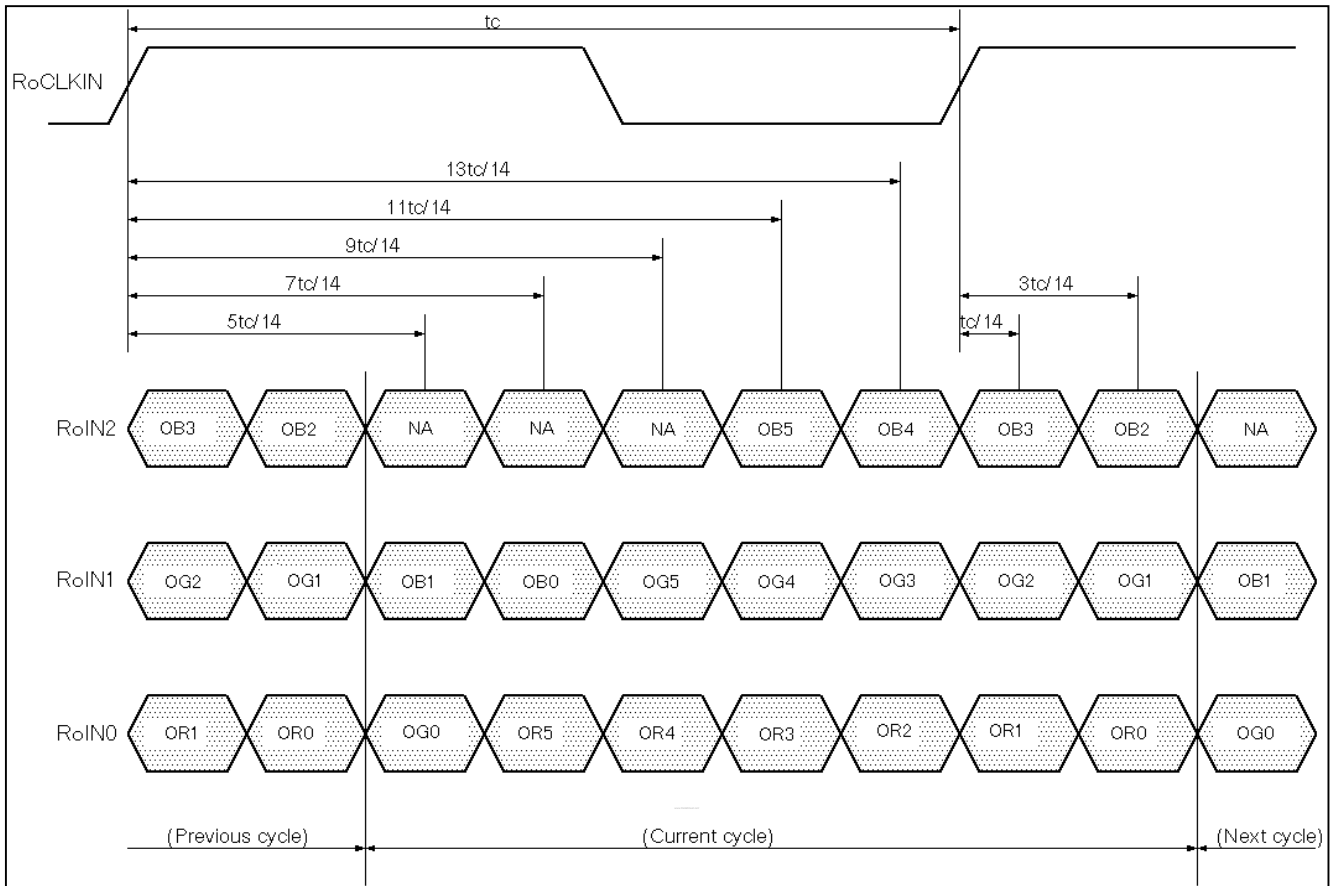 tc
RoCLKIN
13tc/14
11tc/14
9tc/14
7tc/14
3tc/14
5tc/14
tc/14
RoIN2 OB3 OB2 NA NA NA OB5 OB4 OB3 OB2 NA
RoIN1 OG2 OG1 OB1 OB0 OG5 OG4 OG3 OG2 OG1 OB1
RoIN0 OR1 OR0 OG0 OR5 OR4 OR3 OR2 OR1 OR0 OG0
(Previous cycle) (Current cycle) (Next cycle)